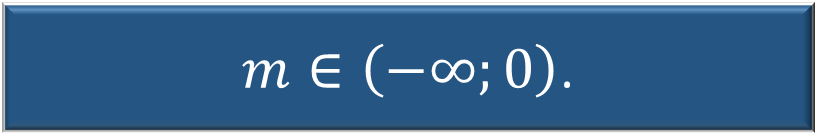 m ∈ (−∞; 0).